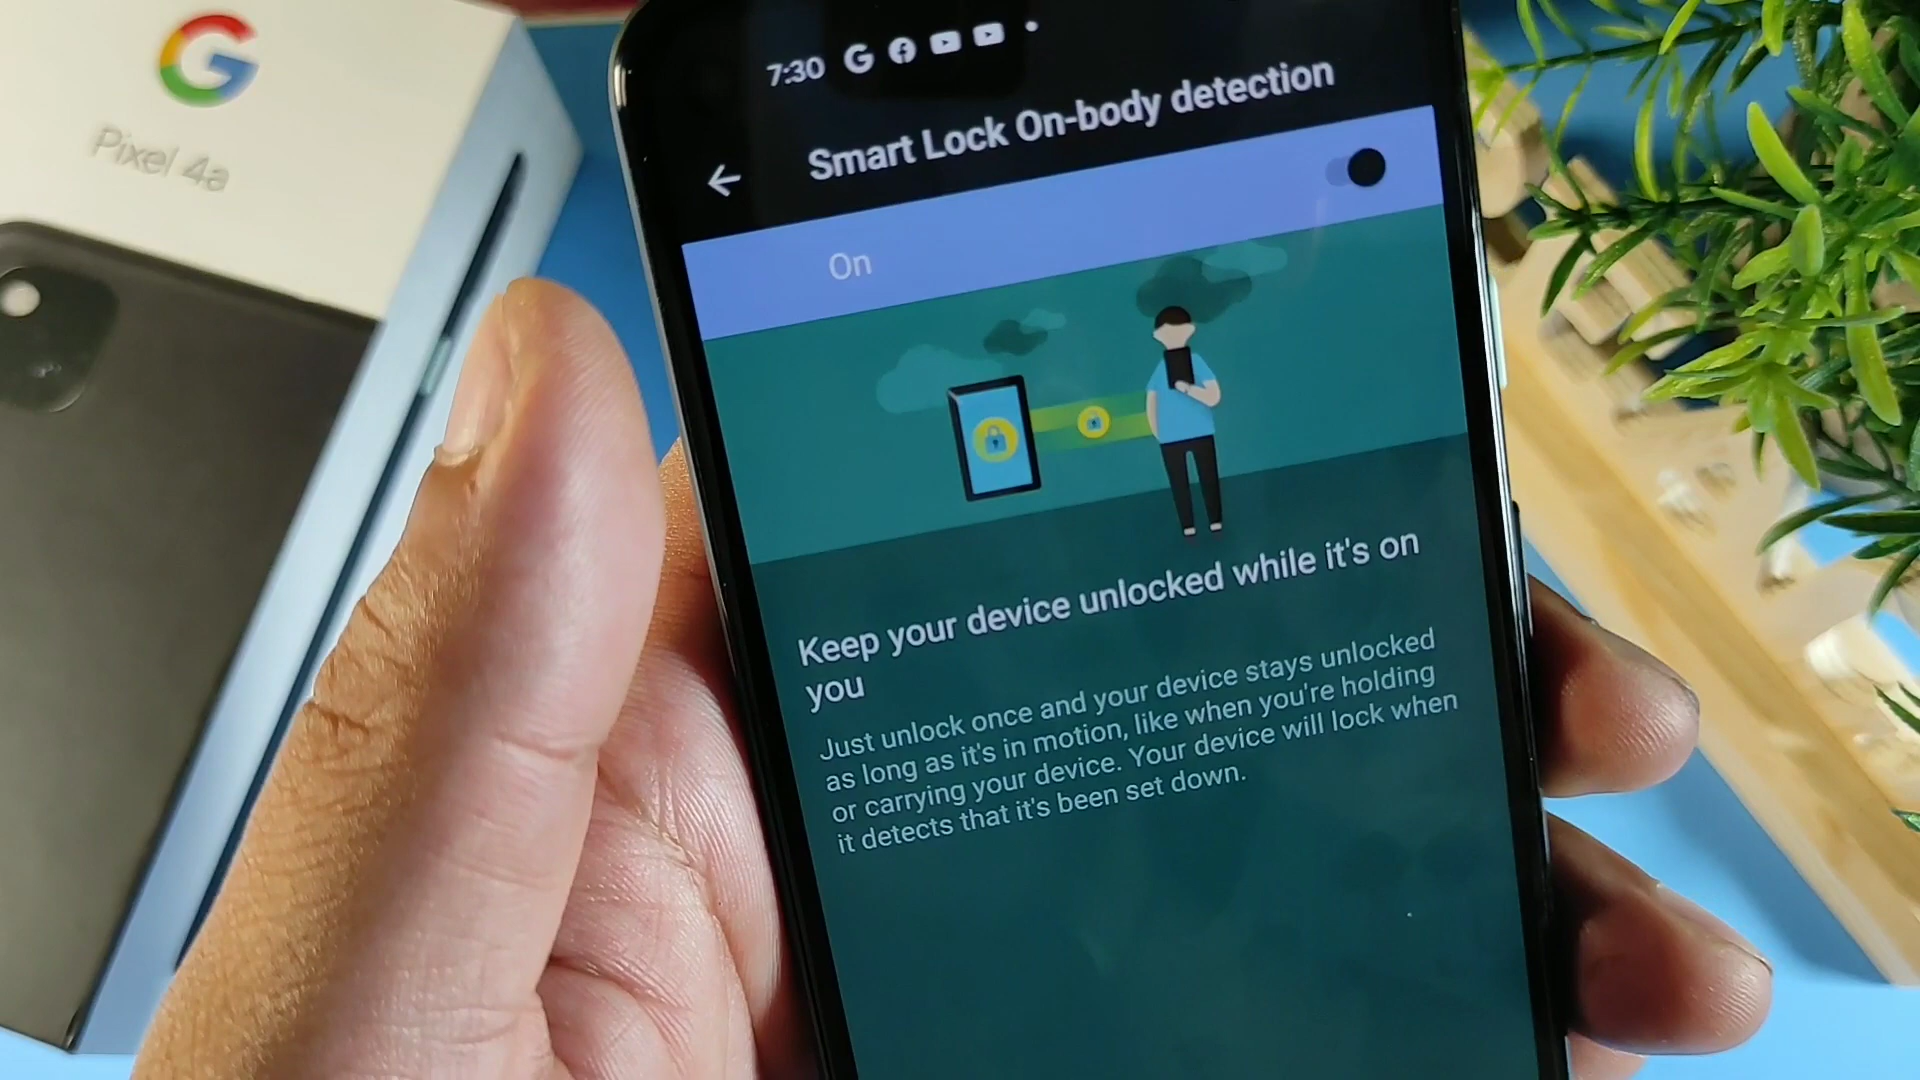 G
Pixel 4a
7:30 G
Smart Lock On-body detection
On
Keep your device unlocked while it's on
you
Just unlock once and your device stays unlocked
as long as it's in motion, like when you're holding
or carrying your device. Your device will lock when
it detects that it's been set down.